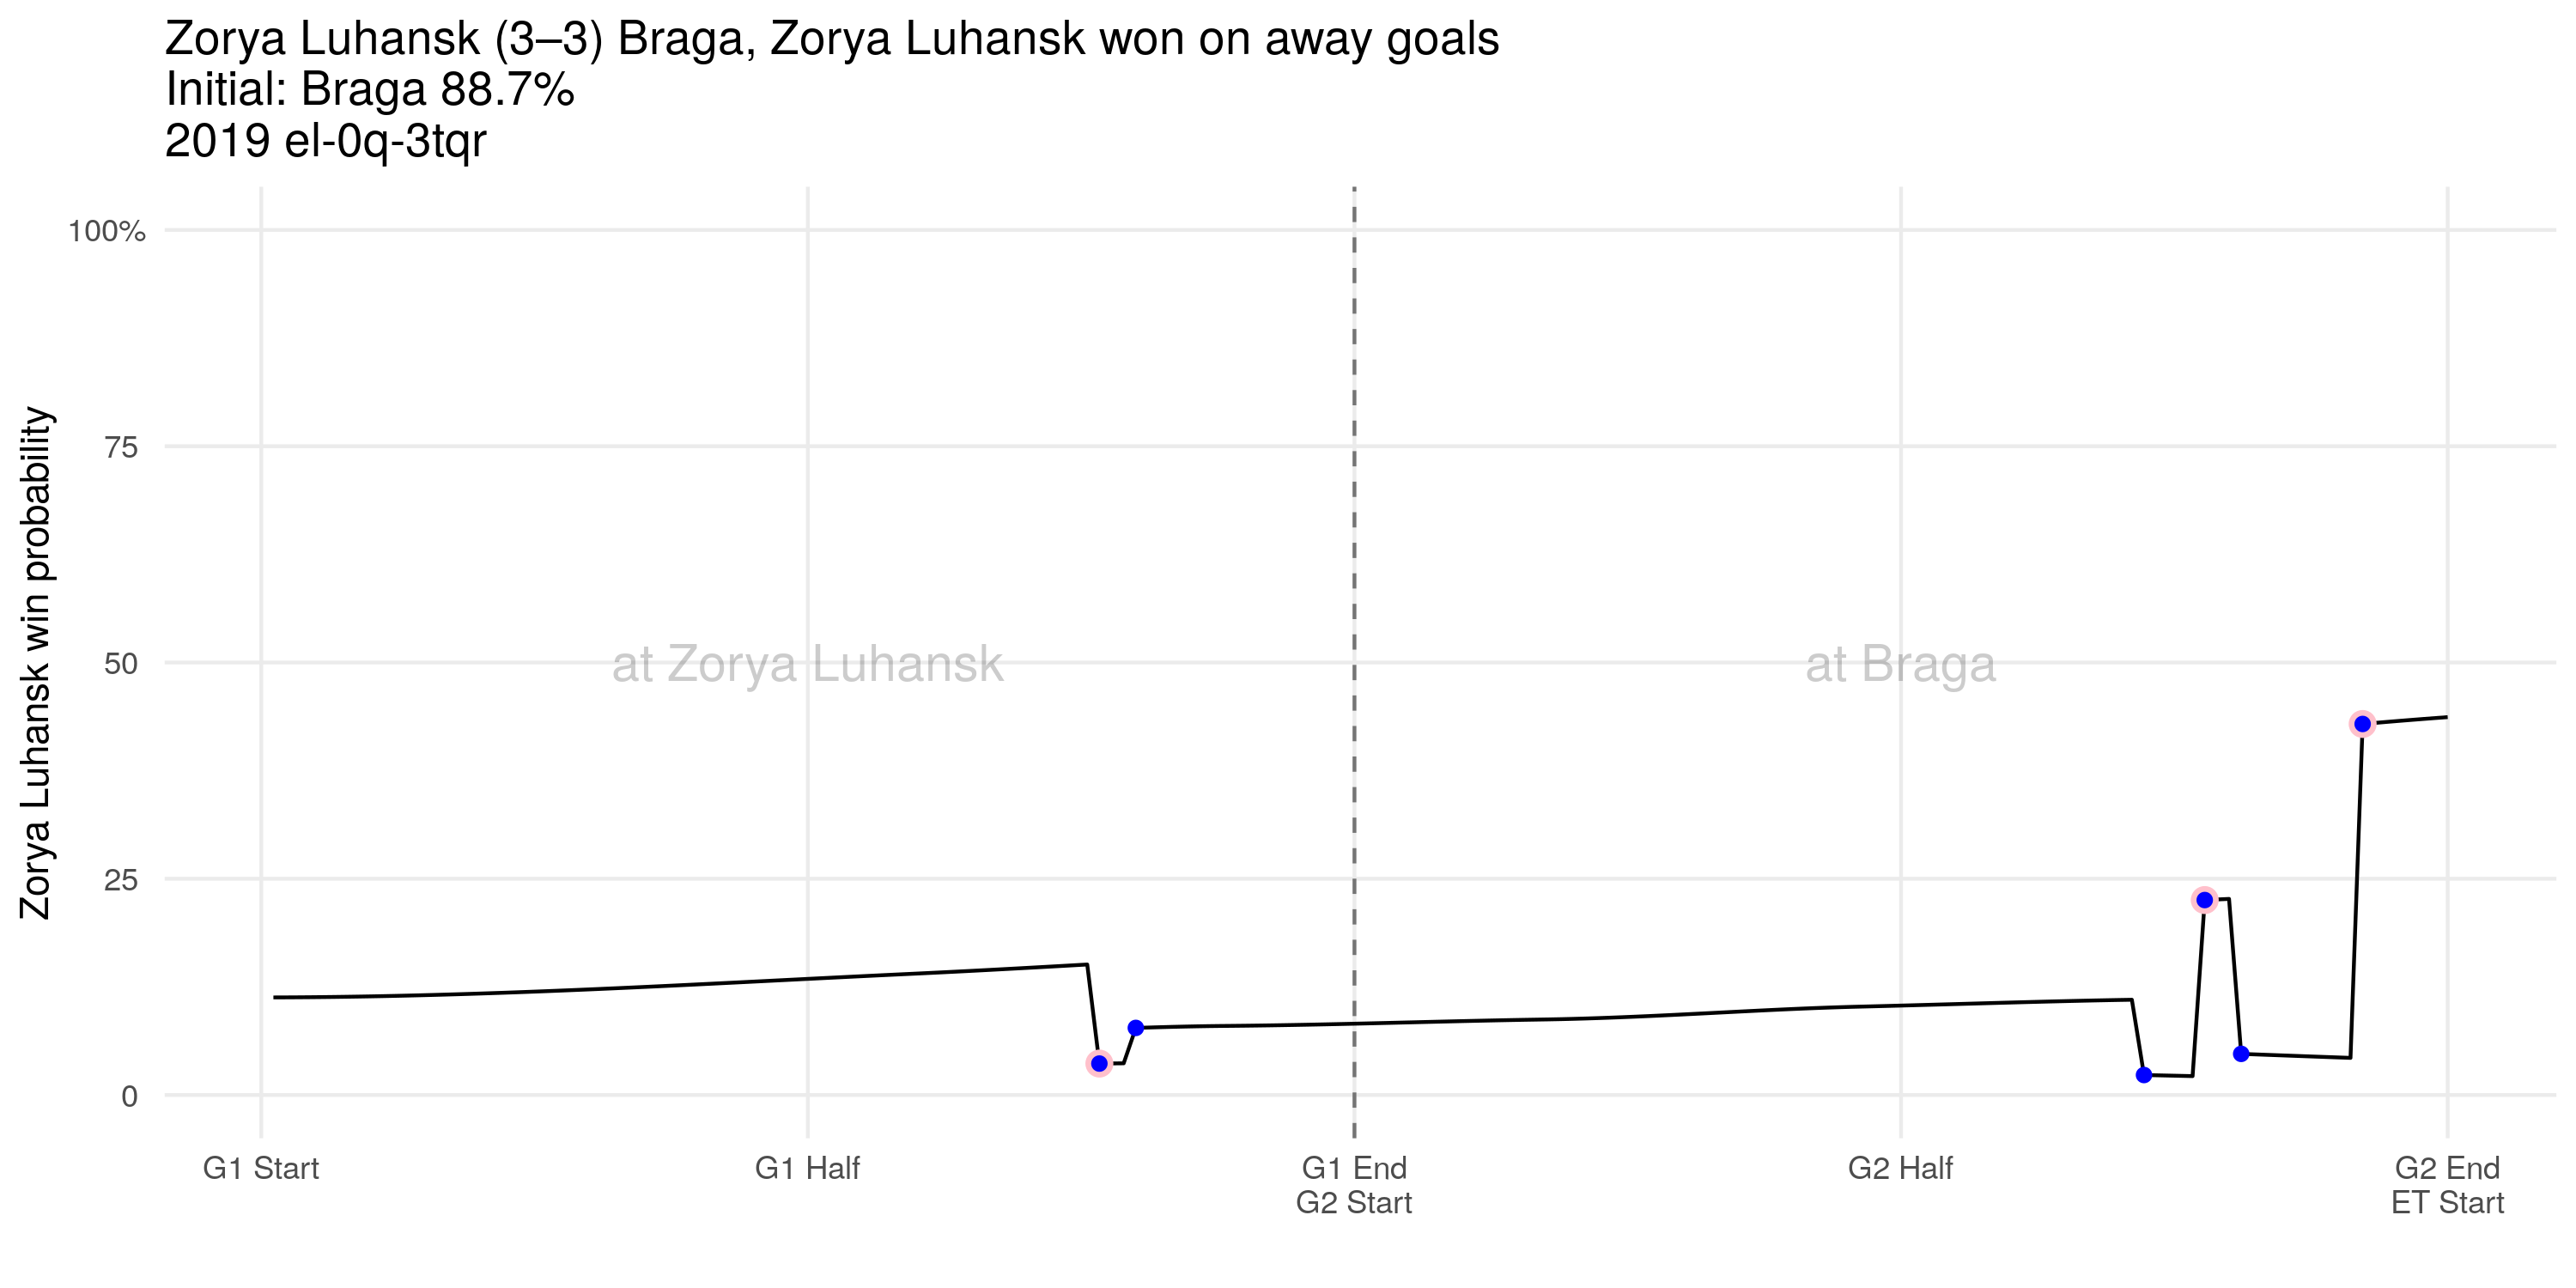 Zorya Luhansk (3–3) Braga, Zorya Luhansk won on away goals
Initial: Braga 88.7%
2019 el-0q-3tqr
Zorya Luhansk win probability
100%
75
50
25
0
at Zorya Luhansk
at Braga
G1 Start
G1 Half
G1 End
G2 Start
G2 Half
G2 End
ET Start